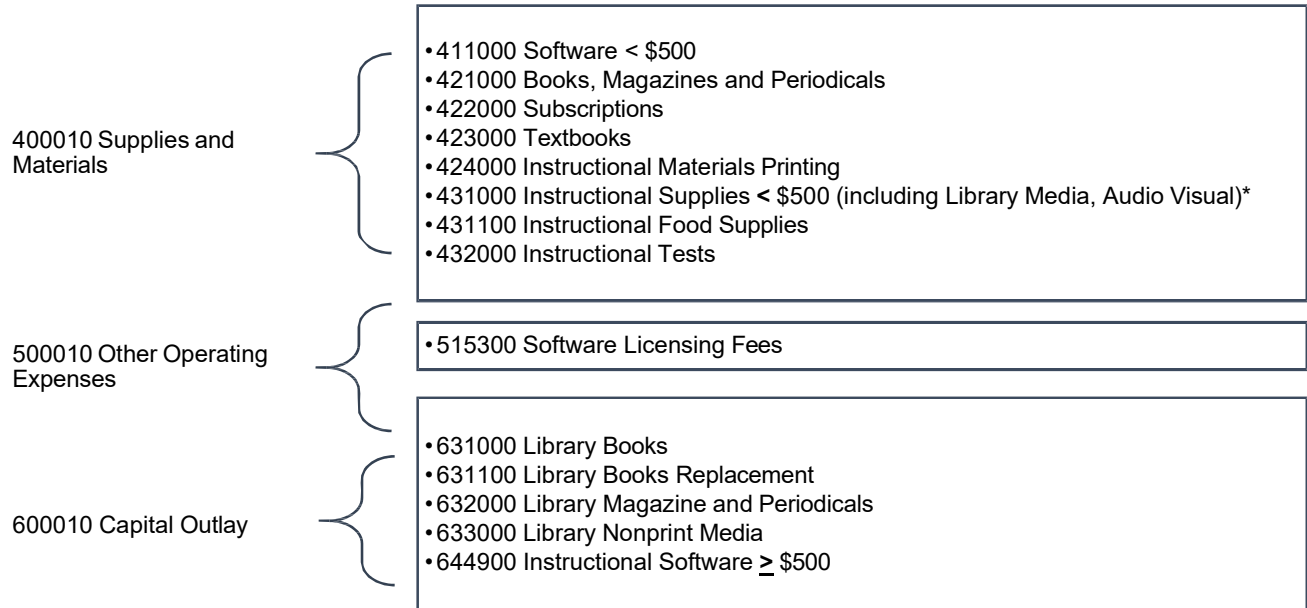 400010 Supplies and
Materials
•411000 Software < $500
•421000 Books, Magazines and Periodicals
•422000 Subscriptions
•423000 Textbooks
•424000 Instructional Materials Printing
•431000 Instructional Supplies < $500 (including Library Media, Audio Visual)*
•431100 Instructional Food Supplies
•432000 Instructional Tests
500010 Other Operating
Expenses
•515300 Software Licensing Fees
600010 Capital Outlay
•631000 Library Books
•631100 Library Books Replacement
•632000 Library Magazine and Periodicals
•633000 Library Nonprint Media
•644900 Instructional Software > $500